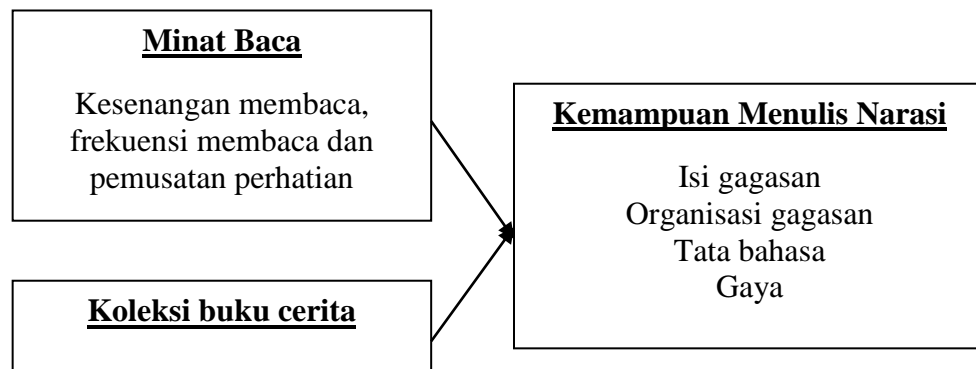 Minat Baca
Kesenangan membaca,
frekuensi membaca dan
pemusatan perhatian
Koleksi buku cerita
Kemampuan Menulis Narasi
Isi gagasan
Organisasi gagasan
Tata bahasa
Gaya